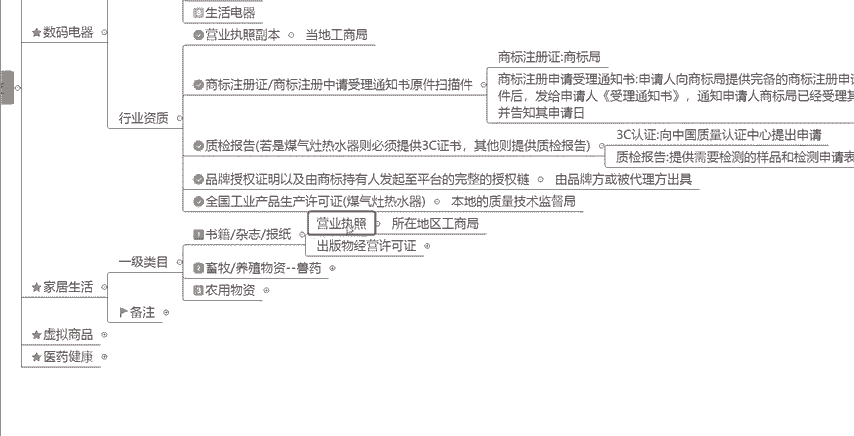 生活电器
数码电器
营业执照副本
当地工商局
商标注册证:商标局
商标注册证/商标注册中请受理通知书原件扫描件
商标注册申请受理通知书:申请人向商标局提供完备的商标注册申
件后，发给申请人《受理通知书》，通知申请人商标局已经受理
并告知其申请日
行业资质
3C认证:向中国质量认证中心提出申请
质检报告(若是煤气灶热水器则必须提供3C证书，其他则提供质检报告)
质检报告:提供需要检测的样品和检测申请表
品牌授权证明以及由商标持有人发起至平台的完整的授权链
由品牌方或被代理方出具
全国工业产品生产许可证(煤气灶热水器)
本地的质量技术监督局
营业执照
所在地区工商局
书籍/杂志/报纸
出版物经营许可证
一级类目
畜牧/养殖物资--兽药
家居生活
农用物资
备注
虚拟商品
医药健康